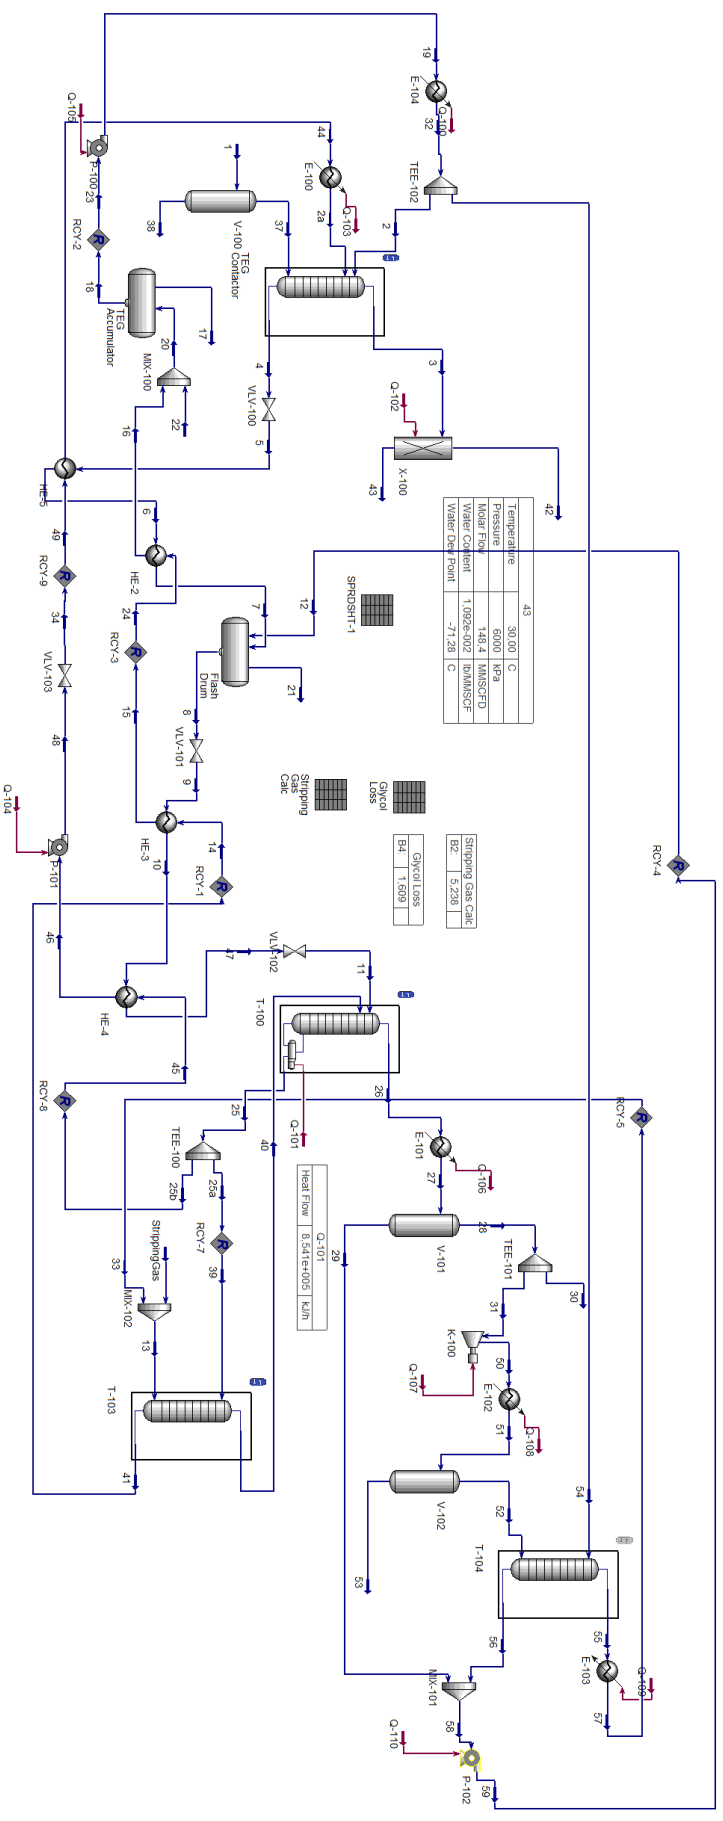 19
E-104
Q-100
32
TEE-102
Q-105
P-100
23
RCY-2
18
44
E-100
Q-103
2a
2
1
V-100
38
37
TEG
Contactor
17
TEG
Accumulator
20
MIX-100
22
16
3
4
VLV-100
5
Q-102
X-100
43
42
HE-5
6
49
HE-2
RCY-9
24
7
12
34
RCY-3
VLV-103
15
48
SPRDSHT-1
43
Temperature 30,00 C
Pressure 6000 kPa
Molar Flow 148,4 MMSCFD
Water Content 1,092e-002 lb/MMSCF
Water Dew Point -71,28 C
Flash
Drum
21
8
VLV-101
9
HE-3
14
10
RCY-1
Q-104
P-101
46
Stripping
Gas
Calc
Glycol
Loss
Stripping Gas Calc
B2: 5,238
Glycol Loss
B4: 1,609
RCY-4
47
VLV-102
11
HE-4
45
RCY-8
T-100
26
Q-101
25
40
TEE-100
25a
25b
RCY-7
39
StrippingGas
33
MIX-102
13
T-103
41
Q-101
Heat Flow 8,541e+005 kJ/h
RCY-5
E-101
Q-106
27
V-101
28
29
TEE-101
30
31
K-100
50
Q-107
E-102
Q-108
51
V-102
52
53
54
T-104
55
56
E-103
Q-109
57
MIX-101
58
Q-110
P-102
59